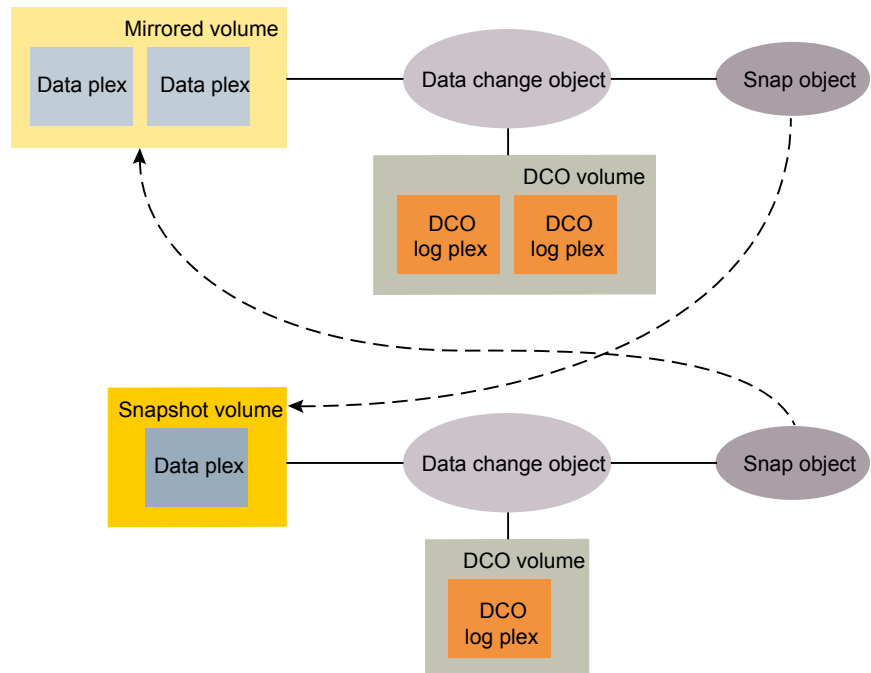 Mirrored volume
Data plex
Data plex
Data change object
Snap object
DCO volume
DCO
log plex
DCO
log plex
Snapshot volume
Data plex
Data change object
Snap object
DCO volume
DCO
log plex